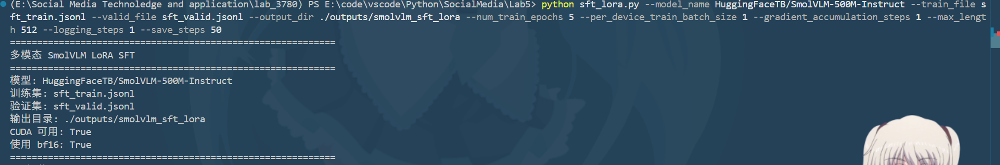 (E:\Social Media Technoledge and application\lab_3780) PS E:\code\vscode\Python\SocialMedia\Lab5> python sft_lora.py --model_name HuggingFaceTB/SmolVLM-500M-Instruct --train_file s
ft_train.jsonl --valid_file sft_valid.jsonl --output_dir ./outputs/smolvlm_sft_lora --num_train_epochs 5 --per_device_train_batch_size 1 --gradient_accumulation_steps 1 --max_lengt
h 512 --logging_steps 1 --save_steps 50
============================================================
多模态 SmolVLM LoRA SFT
============================================================
模型: HuggingFaceTB/SmolVLM-500M-Instruct
训练集: sft_train.jsonl
验证集: sft_valid.jsonl
输出目录: ./outputs/smolvlm_sft_lora
CUDA 可用: True
使用 bf16: True
============================================================